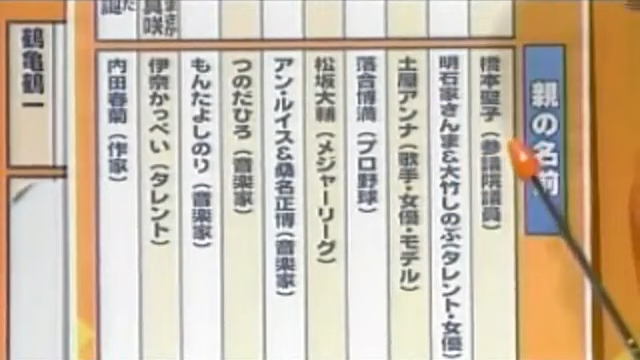 親の名前
橋本聖子(参議院議員)
明石家さんま&大竹しのぶ(タレント・女優)
土屋アンナ(歌手・女優・モデル)
落合博満(プロ野球)
松坂大輔(メジャーリーグ)
アン・ルイス&桑名正博(音楽家)
つのだひろ(音楽家)
もんたよしのり(音楽家)
伊奈かっぺい(タレント)
内田春菊(作家)
鶴亀鶴一